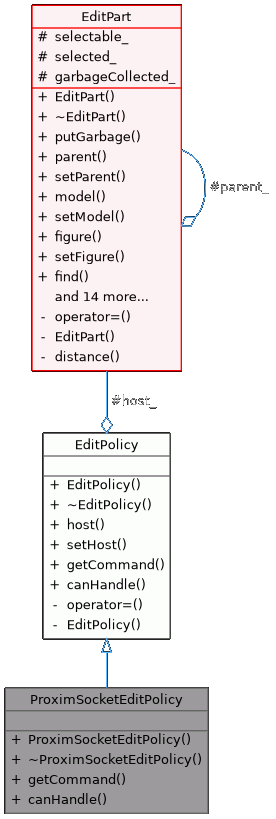 EditPart
# selectable_
# selected_
# garbageCollected_
+ EditPart()
+ ~EditPart()
+ putGarbage()
+ parent()
+ setParent()
+ model()
+ setModel()
+ figure()
+ setFigure()
+ find()
and 14 more...
- operator=()
- EditPart()
- distance()
#parent_
#host_
EditPolicy
+ EditPolicy()
+ ~EditPolicy()
+ host()
+ setHost()
+ getCommand()
+ canHandle()
- operator=()
- EditPolicy()
ProximSocketEditPolicy
+ ProximSocketEditPolicy()
+ ~ProximSocketEditPolicy()
+ getCommand()
+ canHandle()